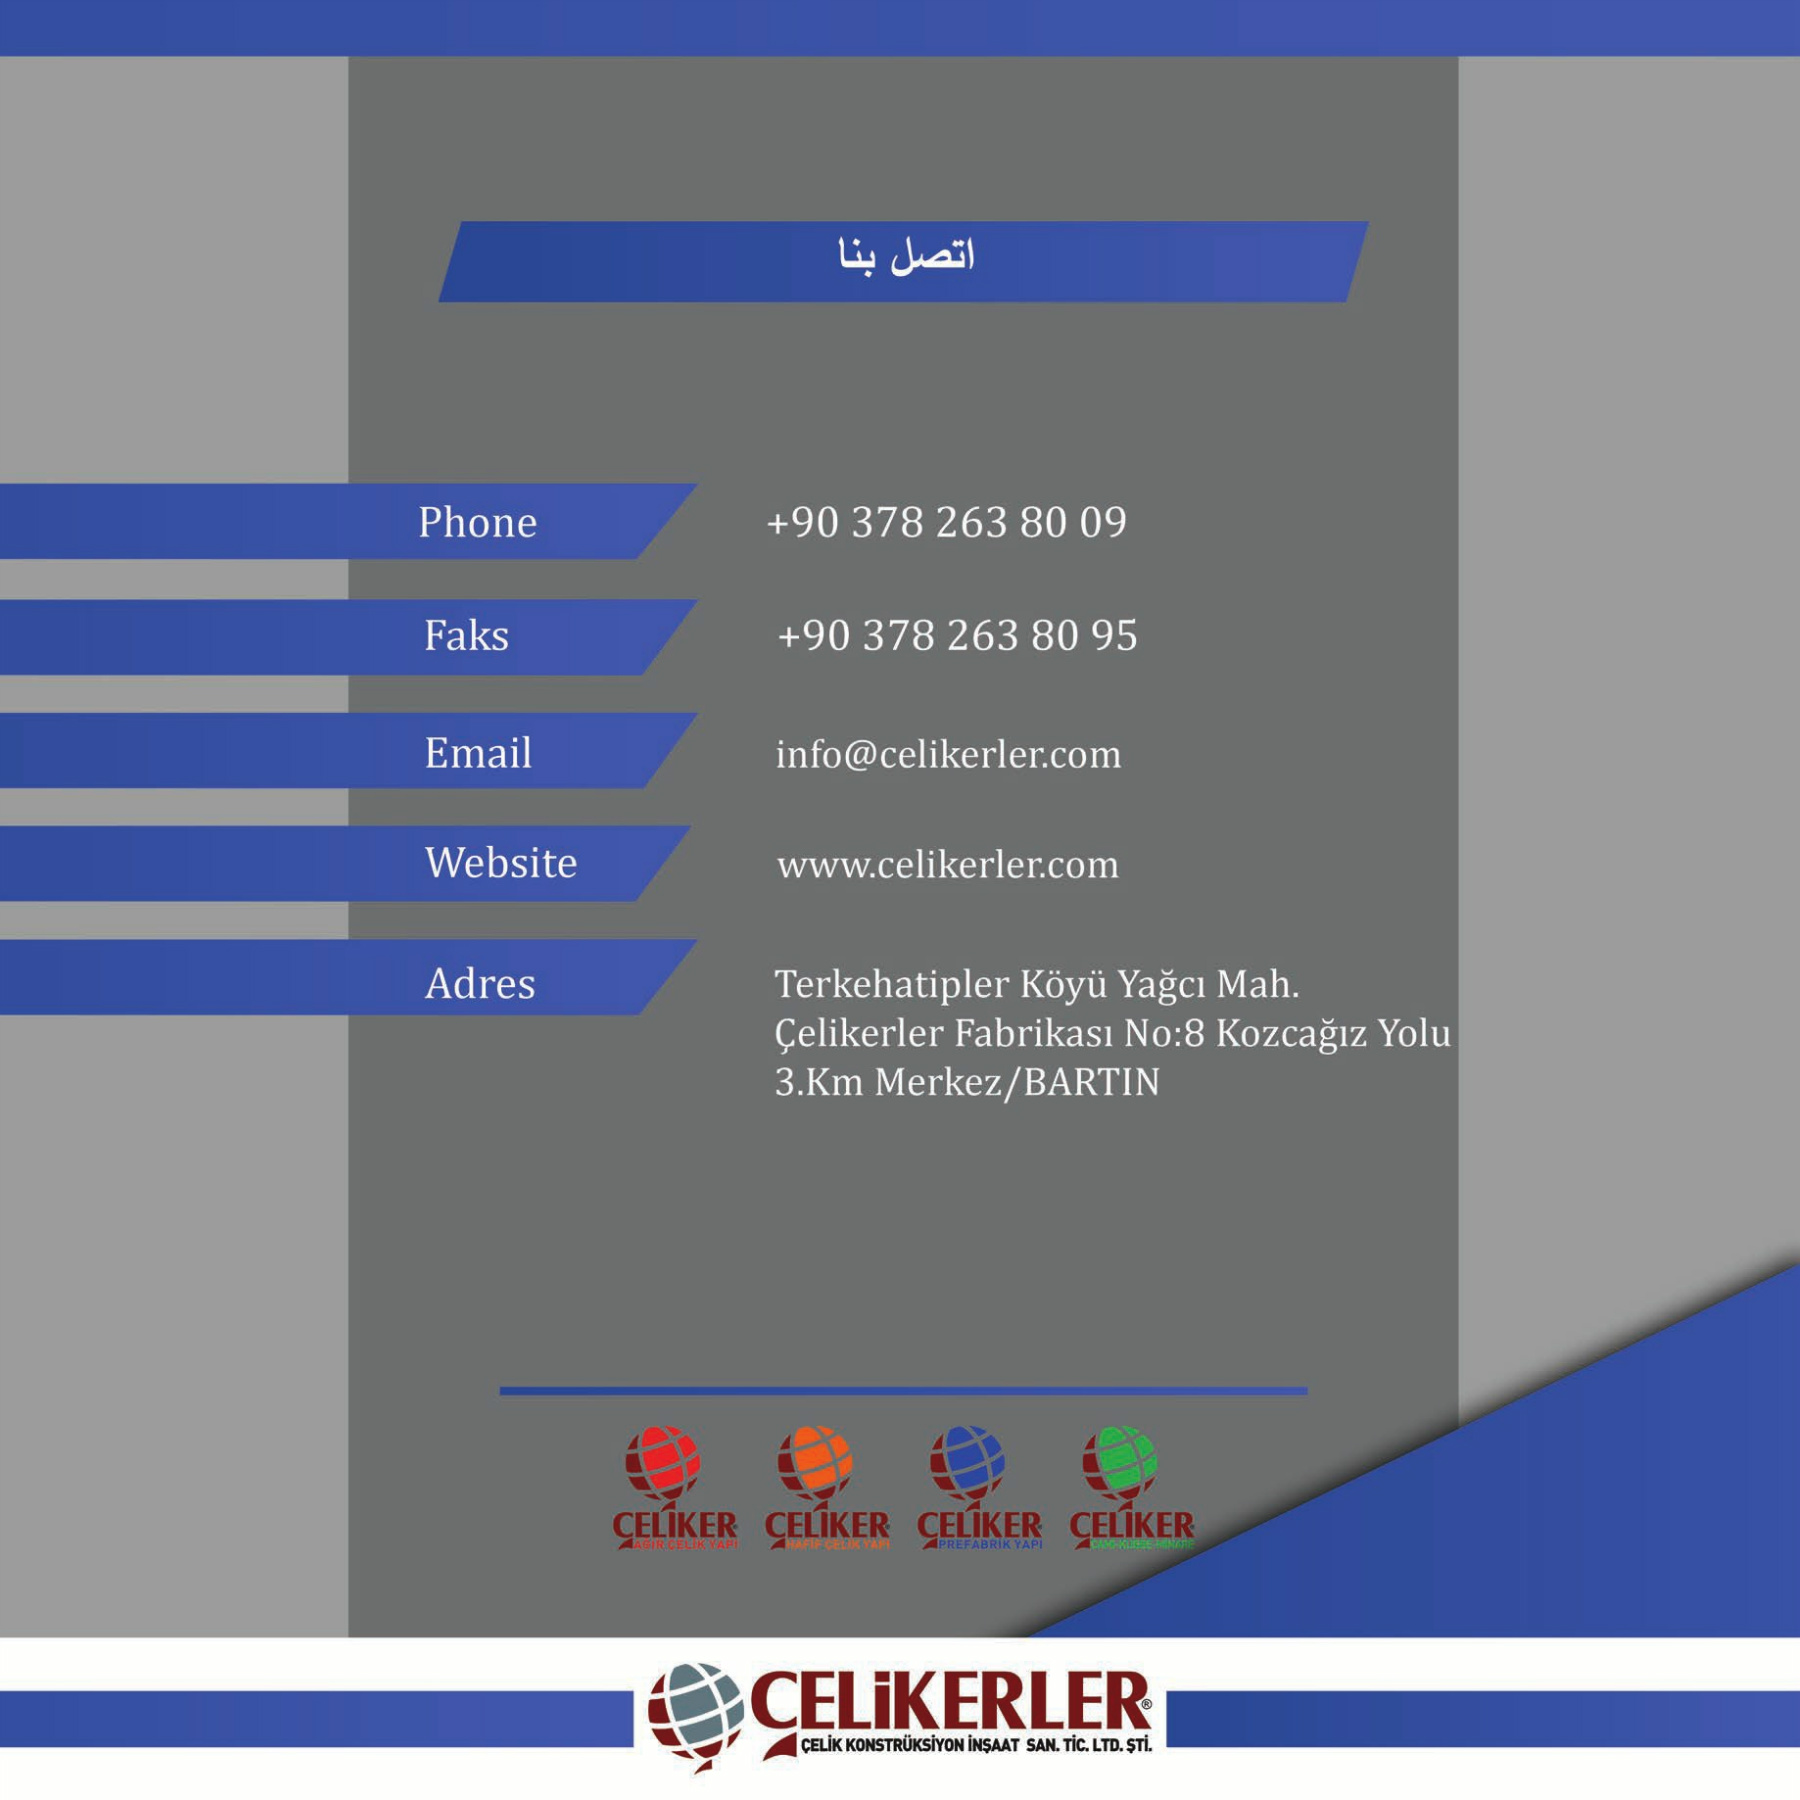 اتصل بنا
Phone +90 378 263 80 09
Faks +90 378 263 80 95
Email info@celikerler.com
Website www.celikerler.com
Adres Terkehatipler Köyü Yağcı Mah.
Çelikerler Fabrikası No:8 Kozcağız Yolu
3.Km Merkez/BARTIN
ÇELİKER® ÇELİKER® ÇELİKER® ÇELİKER®
AĞIR ÇELİK YAPI HAFİF ÇELİK YAPI PREFABRİK YAPI
ÇELiKERLER®
ÇELİK KONSTRÜKSİYON İNŞAAT SAN. TİC. LTD. ŞTİ.